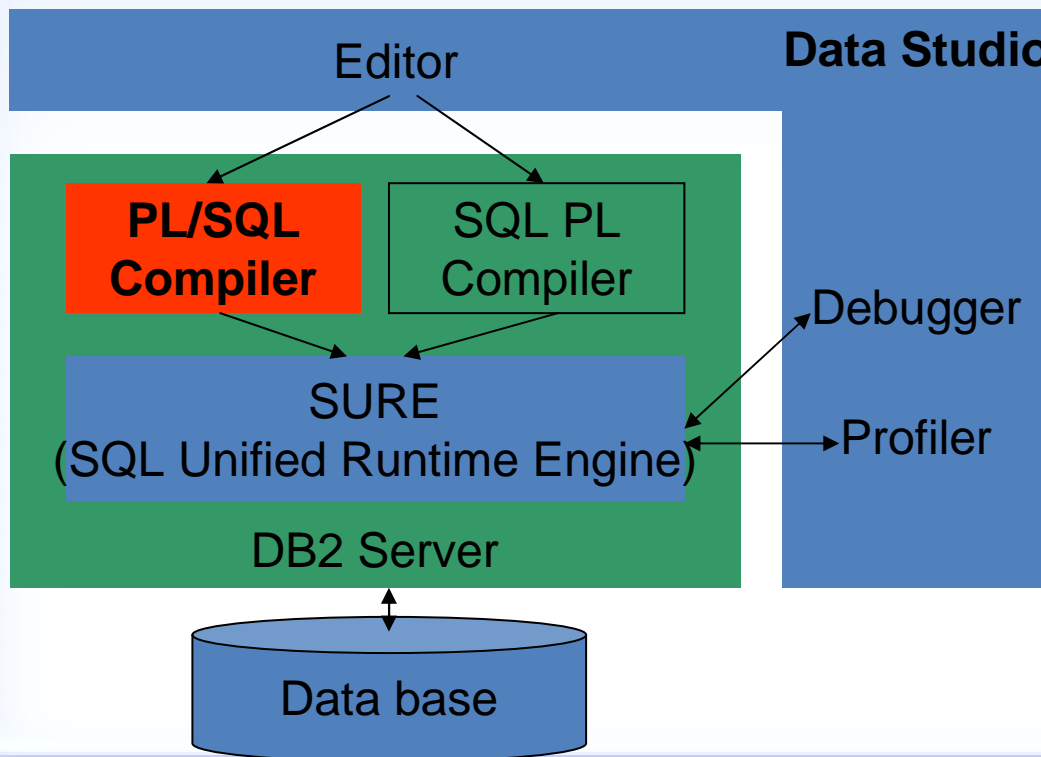 Editor
Data Studio
PL/SQL
Compiler
SQL PL
Compiler
Debugger
SURE
(SQL Unified Runtime Engine)
Profiler
DB2 Server
Data base